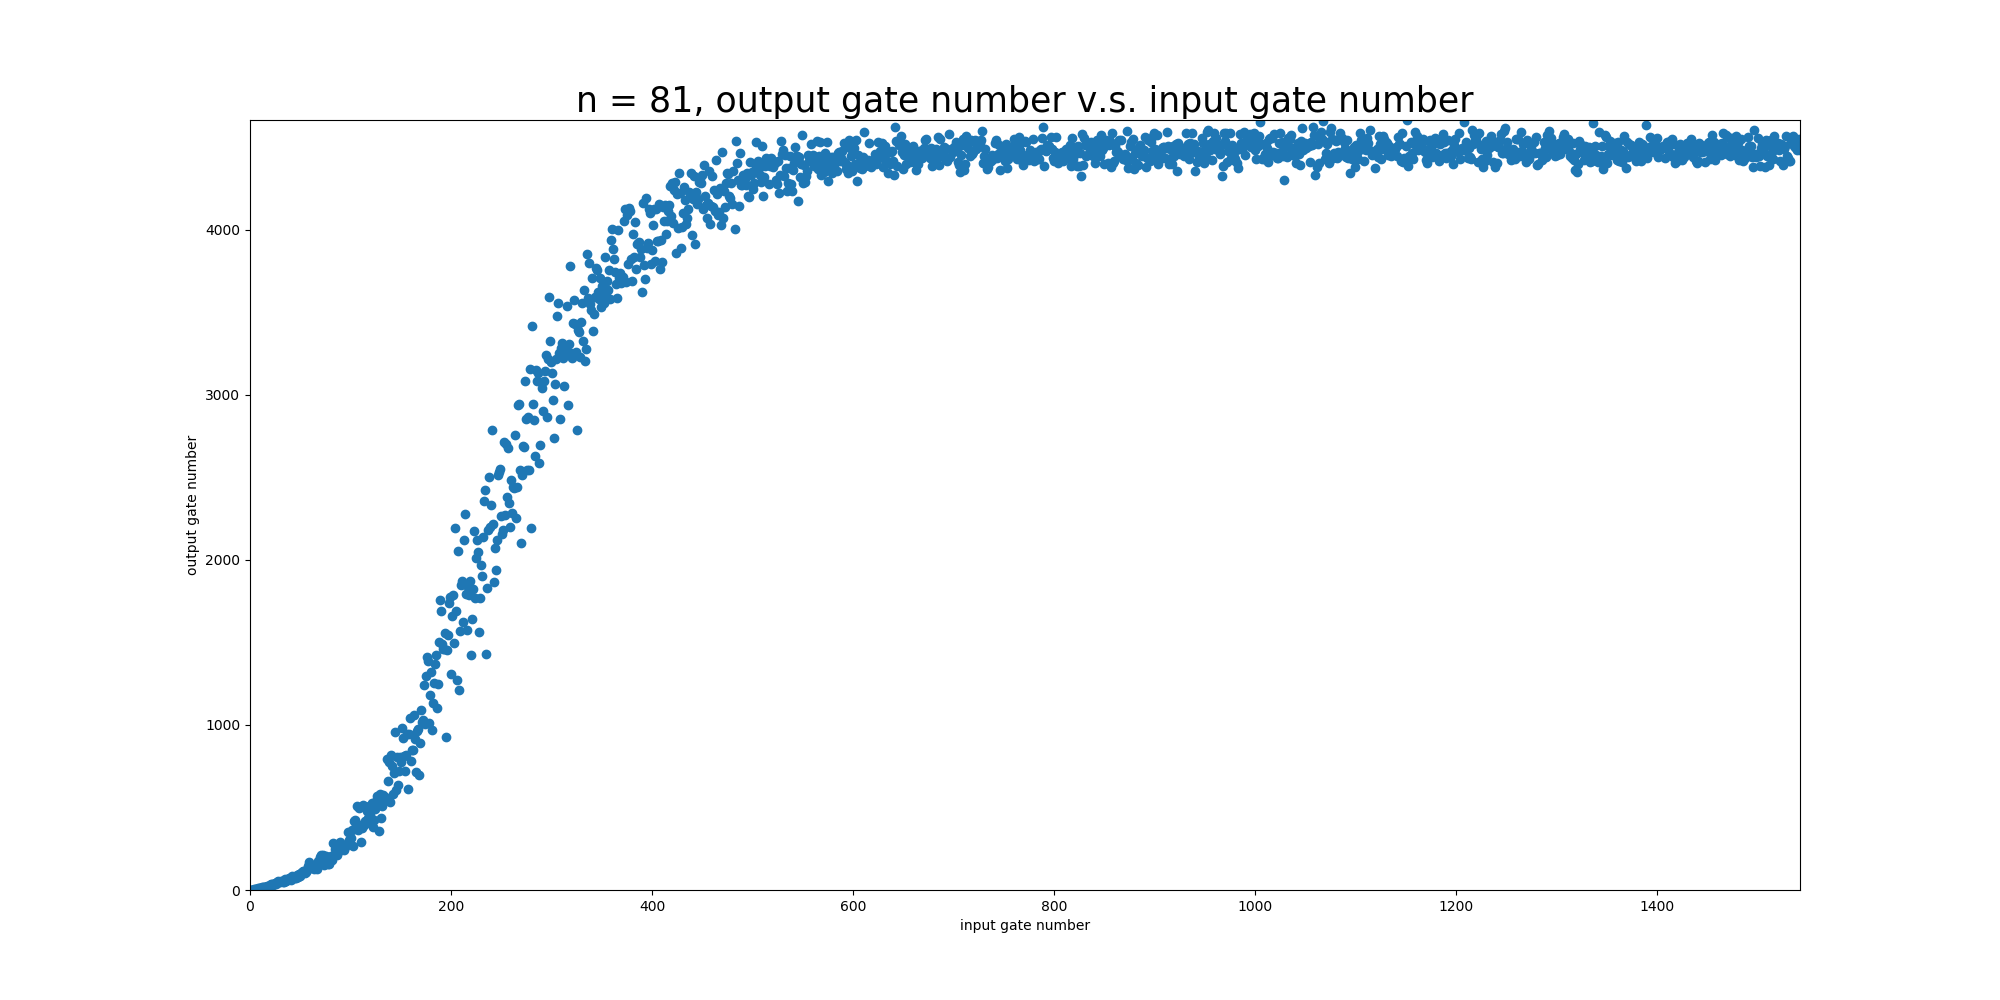 n = 81, output gate number v.s. input gate number
4000
3000
2000
1000
0
output gate number
0 200 400 600 800 1000 1200 1400
input gate number